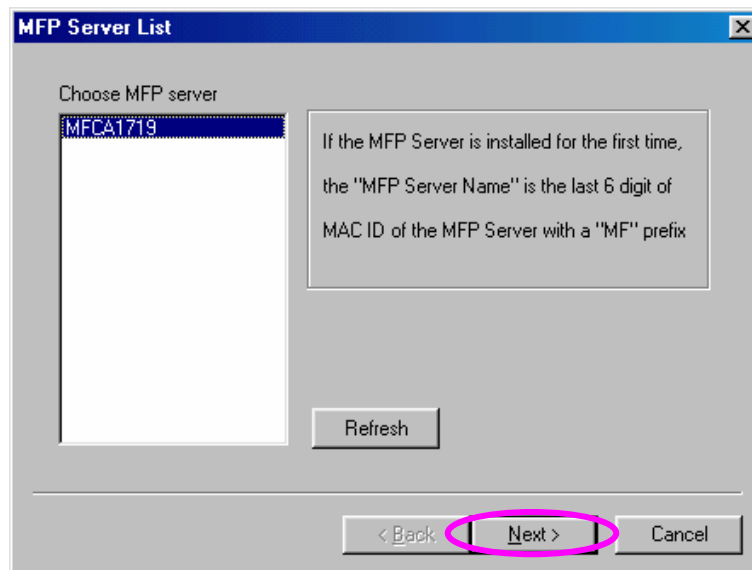 MFP Server List
Choose MFP server
MFCA1719
If the MFP Server is installed for the first time,
the "MFP Server Name" is the last 6 digit of
MAC ID of the MFP Server with a "MF" prefix
Refresh
< Back
Next >
Cancel